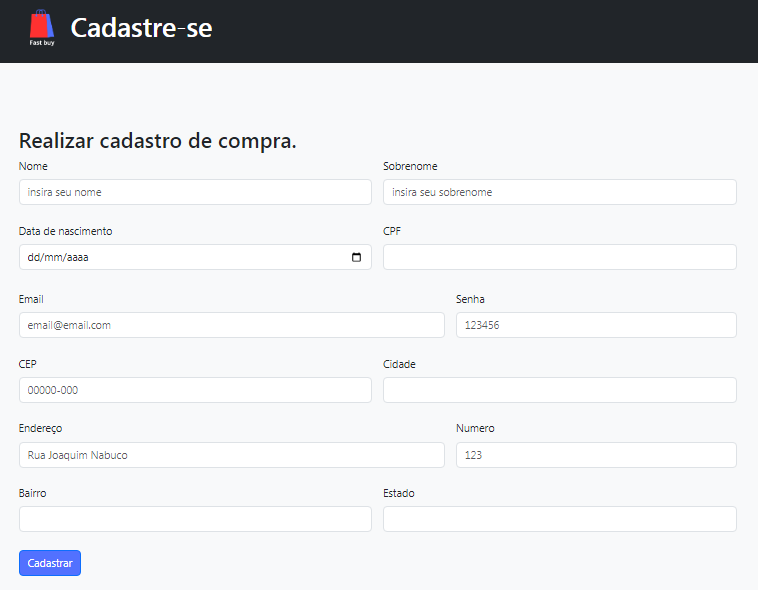 Fast buy
Cadastre-se
Realizar cadastro de compra.
Nome Sobrenome
insira seu nome insira seu sobrenome
Data de nascimento CPF
dd/mm/aaaa
Email Senha
email@email.com 123456
CEP Cidade
00000-000
Endereço Numero
Rua Joaquim Nabuco 123
Bairro Estado
Cadastrar